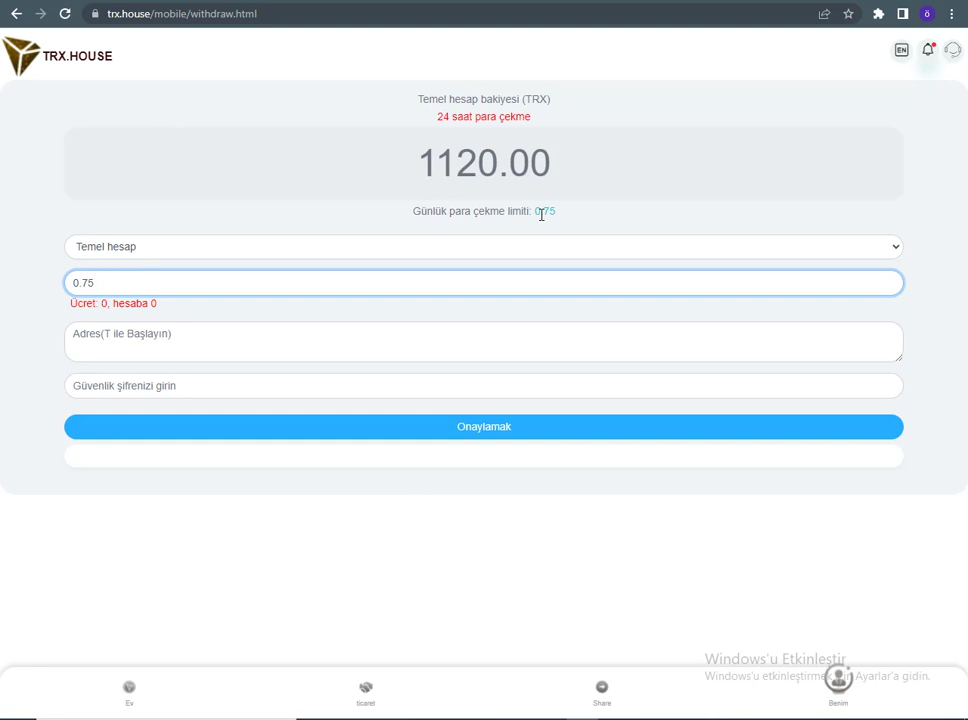 trx.house/mobile/withdraw.html
ö
TRX.HOUSE
EN
Temel hesap bakiyesi (TRX)
24 saat para çekme
1120.00
Günlük para çekme limiti: 0.75
Temel hesap
0.75
Ücret: 0, hesaba 0
Adres(T ile Başlayın)
Güvenlik şifrenizi girin
Onaylamak
Windows'u Etkinleştir
Windows'u etkinleştirmek için Ayarlar'a gidin.
Ev
ticaret
Share
Benim